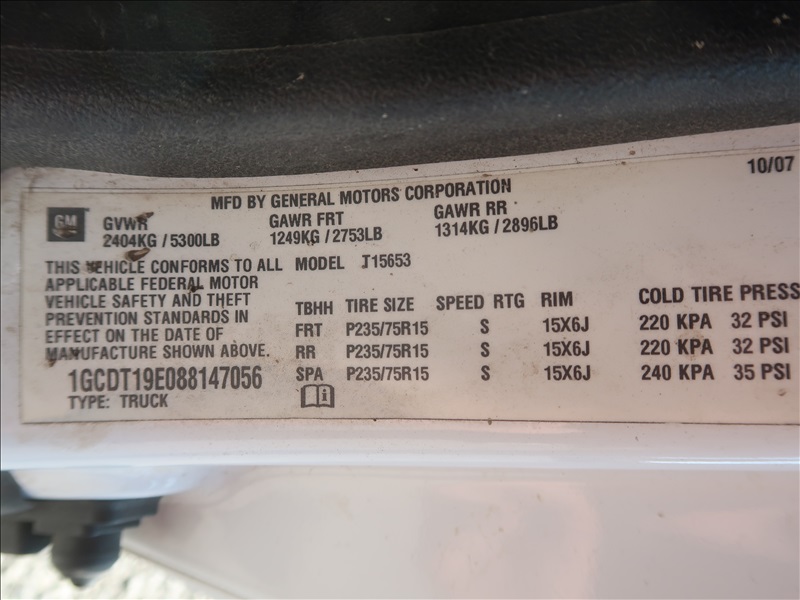 10/07
MFD BY GENERAL MOTORS CORPORATION
GM
GVWR GAWR FRT GAWR RR
2404KG / 5300LB 1249KG / 2753LB 1314KG / 2896LB
THIS VEHICLE CONFORMS TO ALL MODEL T15653
APPLICABLE FEDERAL MOTOR
VEHICLE SAFETY AND THEFT
PREVENTION STANDARDS IN
EFFECT ON THE DATE OF
MANUFACTURE SHOWN ABOVE.
TBHH TIRE SIZE SPEED RTG RIM COLD TIRE PRESS
FRT P235/75R15 S 15X6J 220 KPA 32 PSI
RR P235/75R15 S 15X6J 220 KPA 32 PSI
SPA P235/75R15 S 15X6J 240 KPA 35 PSI
1GCDT19E088147056
TYPE: TRUCK